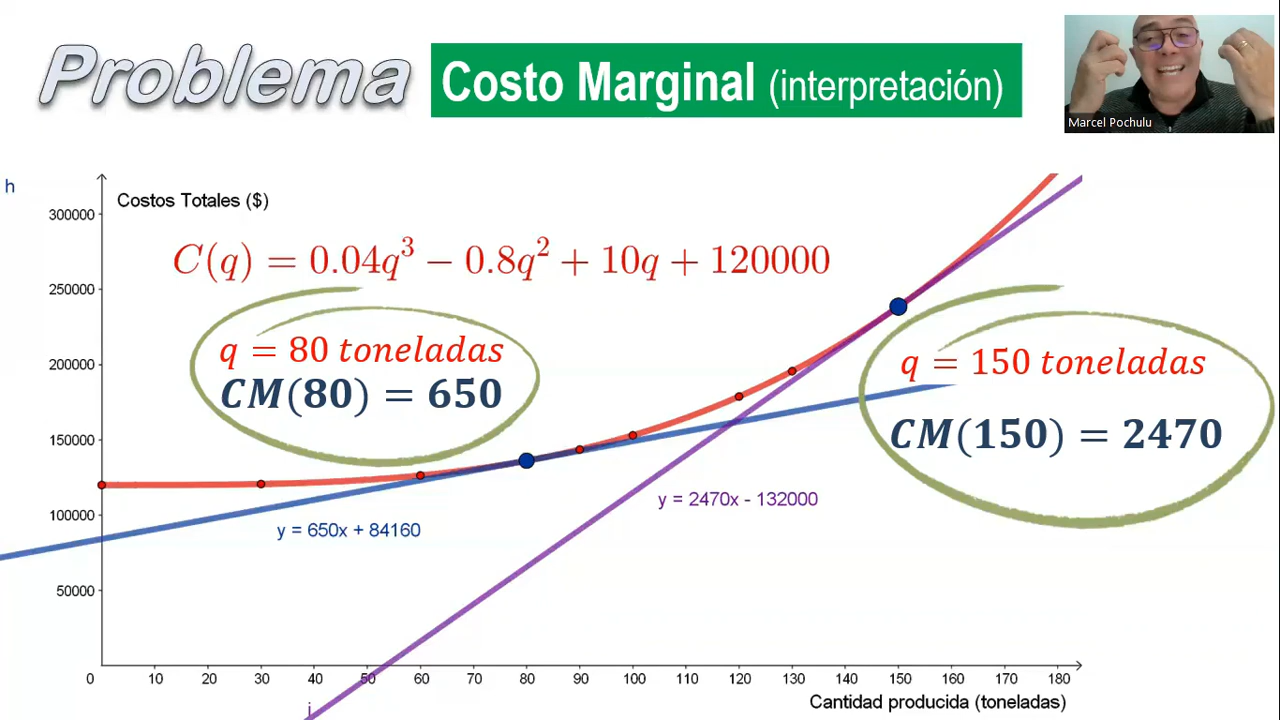 Problema
Costo Marginal (interpretación)
Marcel Pochulu
h
Costos Totales ($)
300000
250000
200000
150000
100000
50000
C(q) = 0.04q³ − 0.8q² + 10q + 120000
q = 80 toneladas
CM(80) = 650
q = 150 toneladas
CM(150) = 2470
y = 2470x - 132000
y = 650x + 84160
0 10 20 30 40 50 60 70 80 90 100 110 120 130 140 150 160 170 180
Cantidad producida (toneladas)
j